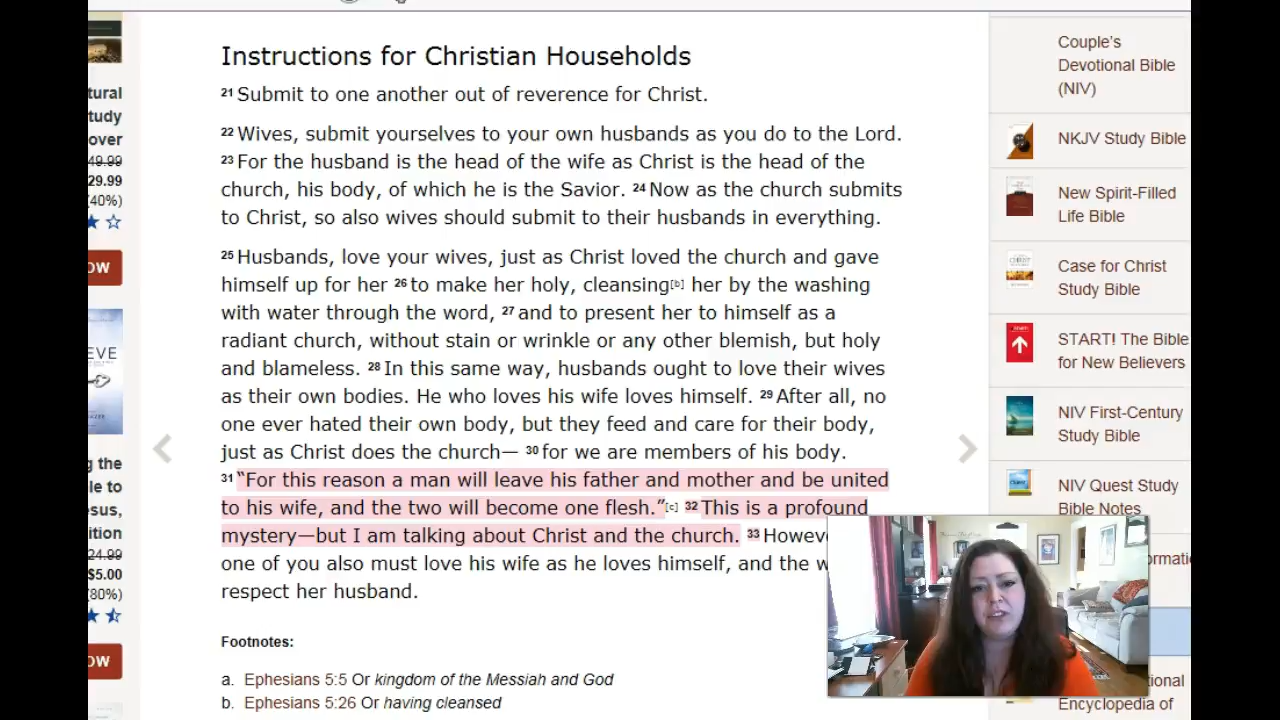 Instructions for Christian Households
21 Submit to one another out of reverence for Christ.
22 Wives, submit yourselves to your own husbands as you do to the Lord.
23 For the husband is the head of the wife as Christ is the head of the
church, his body, of which he is the Savior. 24 Now as the church submits
to Christ, so also wives should submit to their husbands in everything.
25 Husbands, love your wives, just as Christ loved the church and gave
himself up for her 26 to make her holy, cleansing[b] her by the washing
with water through the word, 27 and to present her to himself as a
radiant church, without stain or wrinkle or any other blemish, but holy
and blameless. 28 In this same way, husbands ought to love their wives
as their own bodies. He who loves his wife loves himself. 29 After all, no
one ever hated their own body, but they feed and care for their body,
just as Christ does the church— 30 for we are members of his body.
31 “For this reason a man will leave his father and mother and be united
to his wife, and the two will become one flesh.”[c] 32 This is a profound
mystery—but I am talking about Christ and the church. 33 Howeve
one of you also must love his wife as he loves himself, and the w
respect her husband.
Footnotes:
a. Ephesians 5:5 Or kingdom of the Messiah and God
b. Ephesians 5:26 Or having cleansed
tural
tudy
over
49.99
29.99
(40%)
OW
EVE
g the
le to
esus,
ition
24.99
$5.00
(80%)
OW
Couple's
Devotional Bible
(NIV)
NKJV Study Bible
New Spirit-Filled
Life Bible
Case for Christ
Study Bible
START! The Bible
for New Believers
NIV First-Century
Study Bible
NIV Quest Study
Bible Notes
ormatic
tional
Encyclopedia of